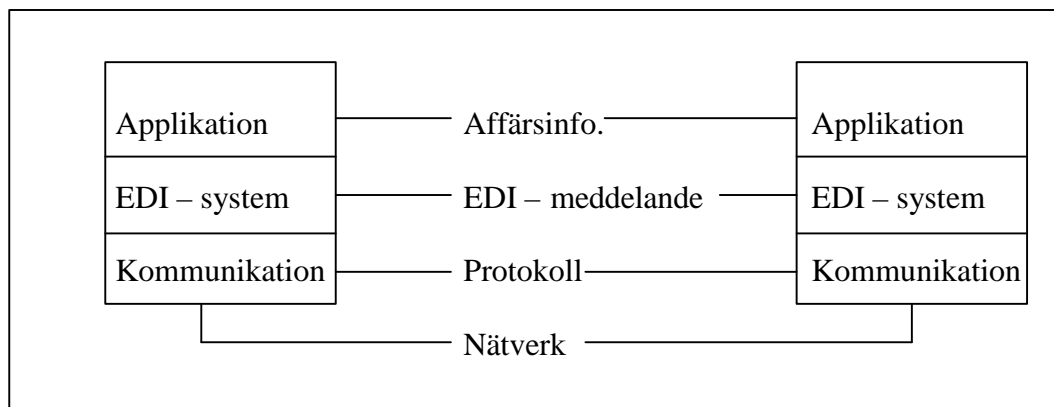 Applikation Affärsinfo. Applikation
EDI – system EDI – meddelande EDI – system
Kommunikation Protokoll Kommunikation
Nätverk